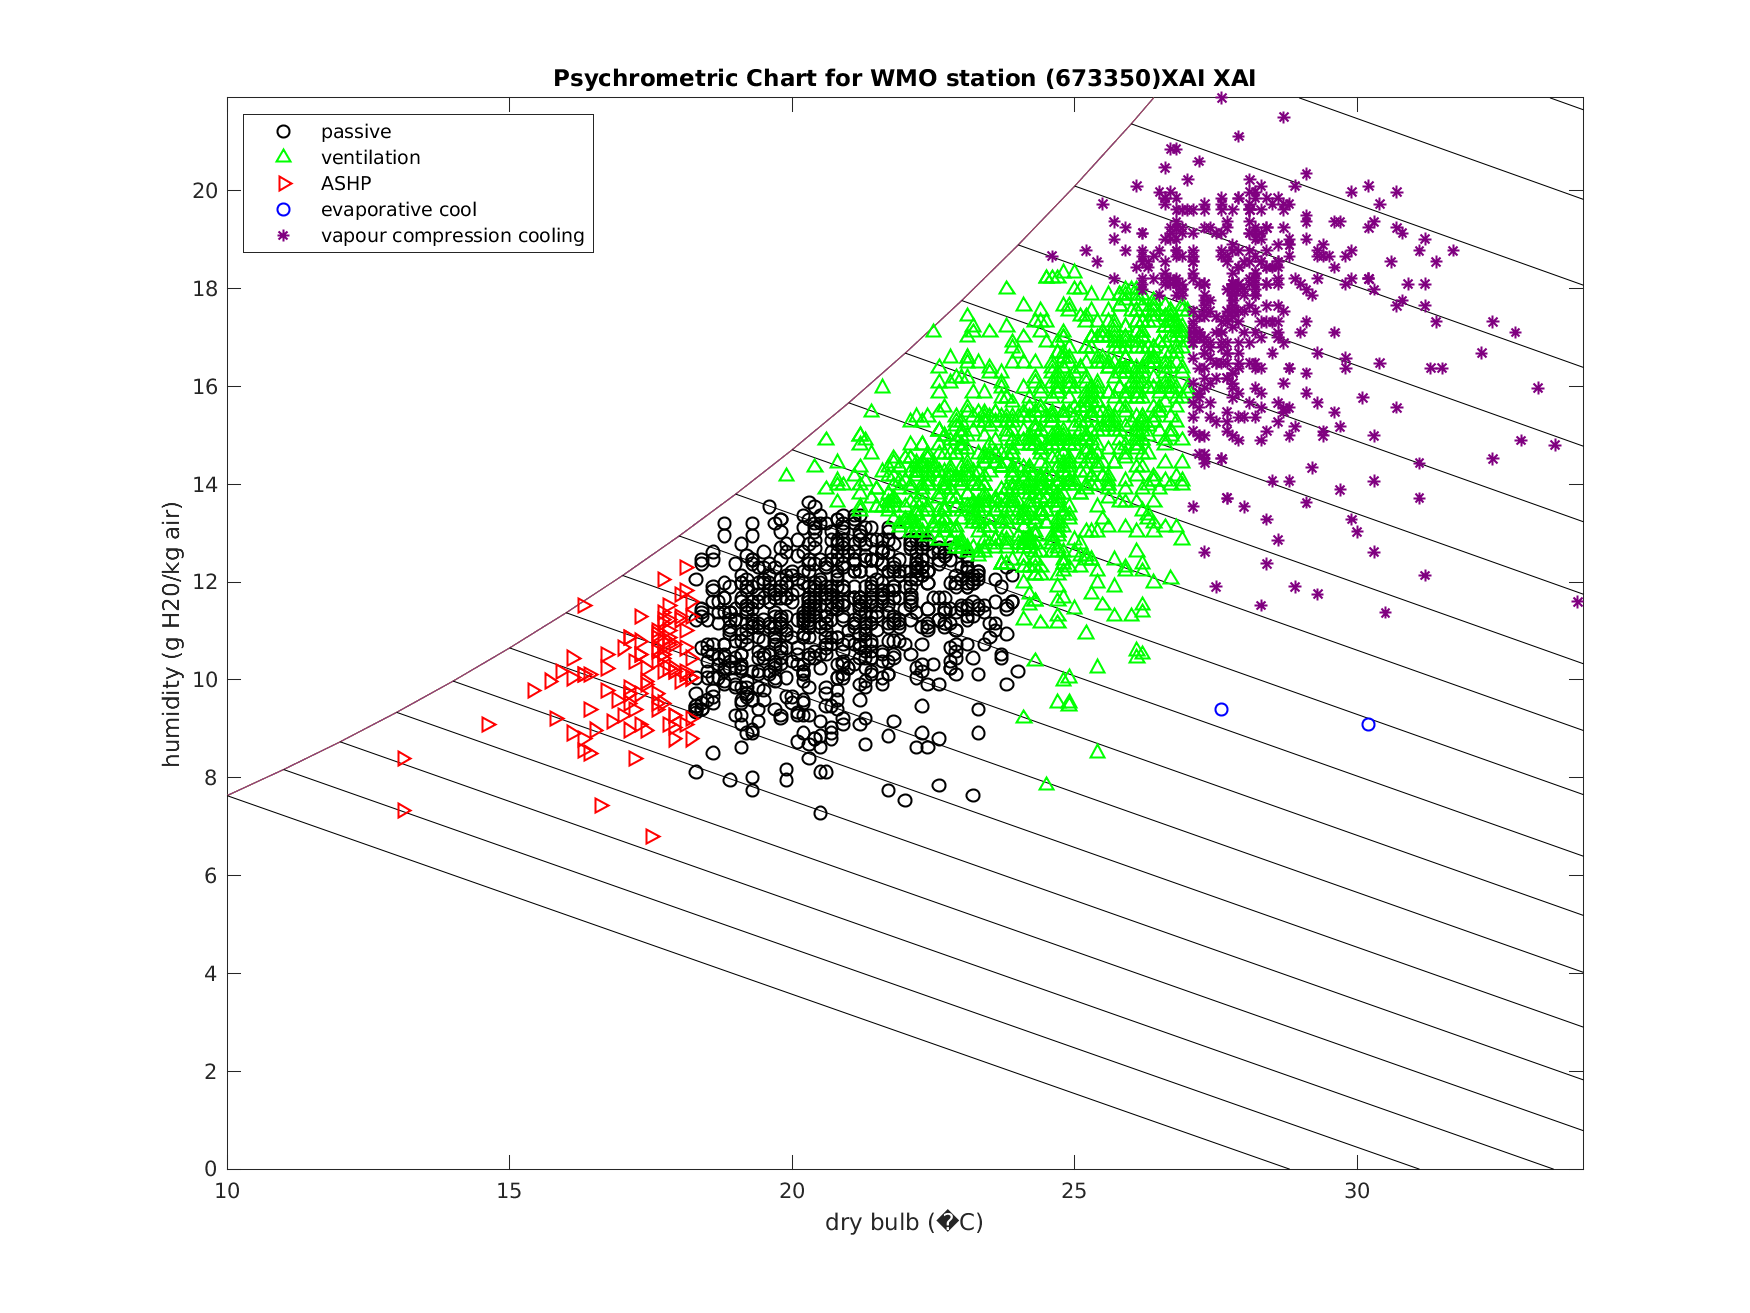 Psychrometric Chart for WMO station (673350)XAI XAI
passive
ventilation
ASHP
evaporative cool
vapour compression cooling
humidity (g H20/kg air)
20
18
16
14
12
10
8
6
4
2
0
10 15 20 25 30
dry bulb (�C)